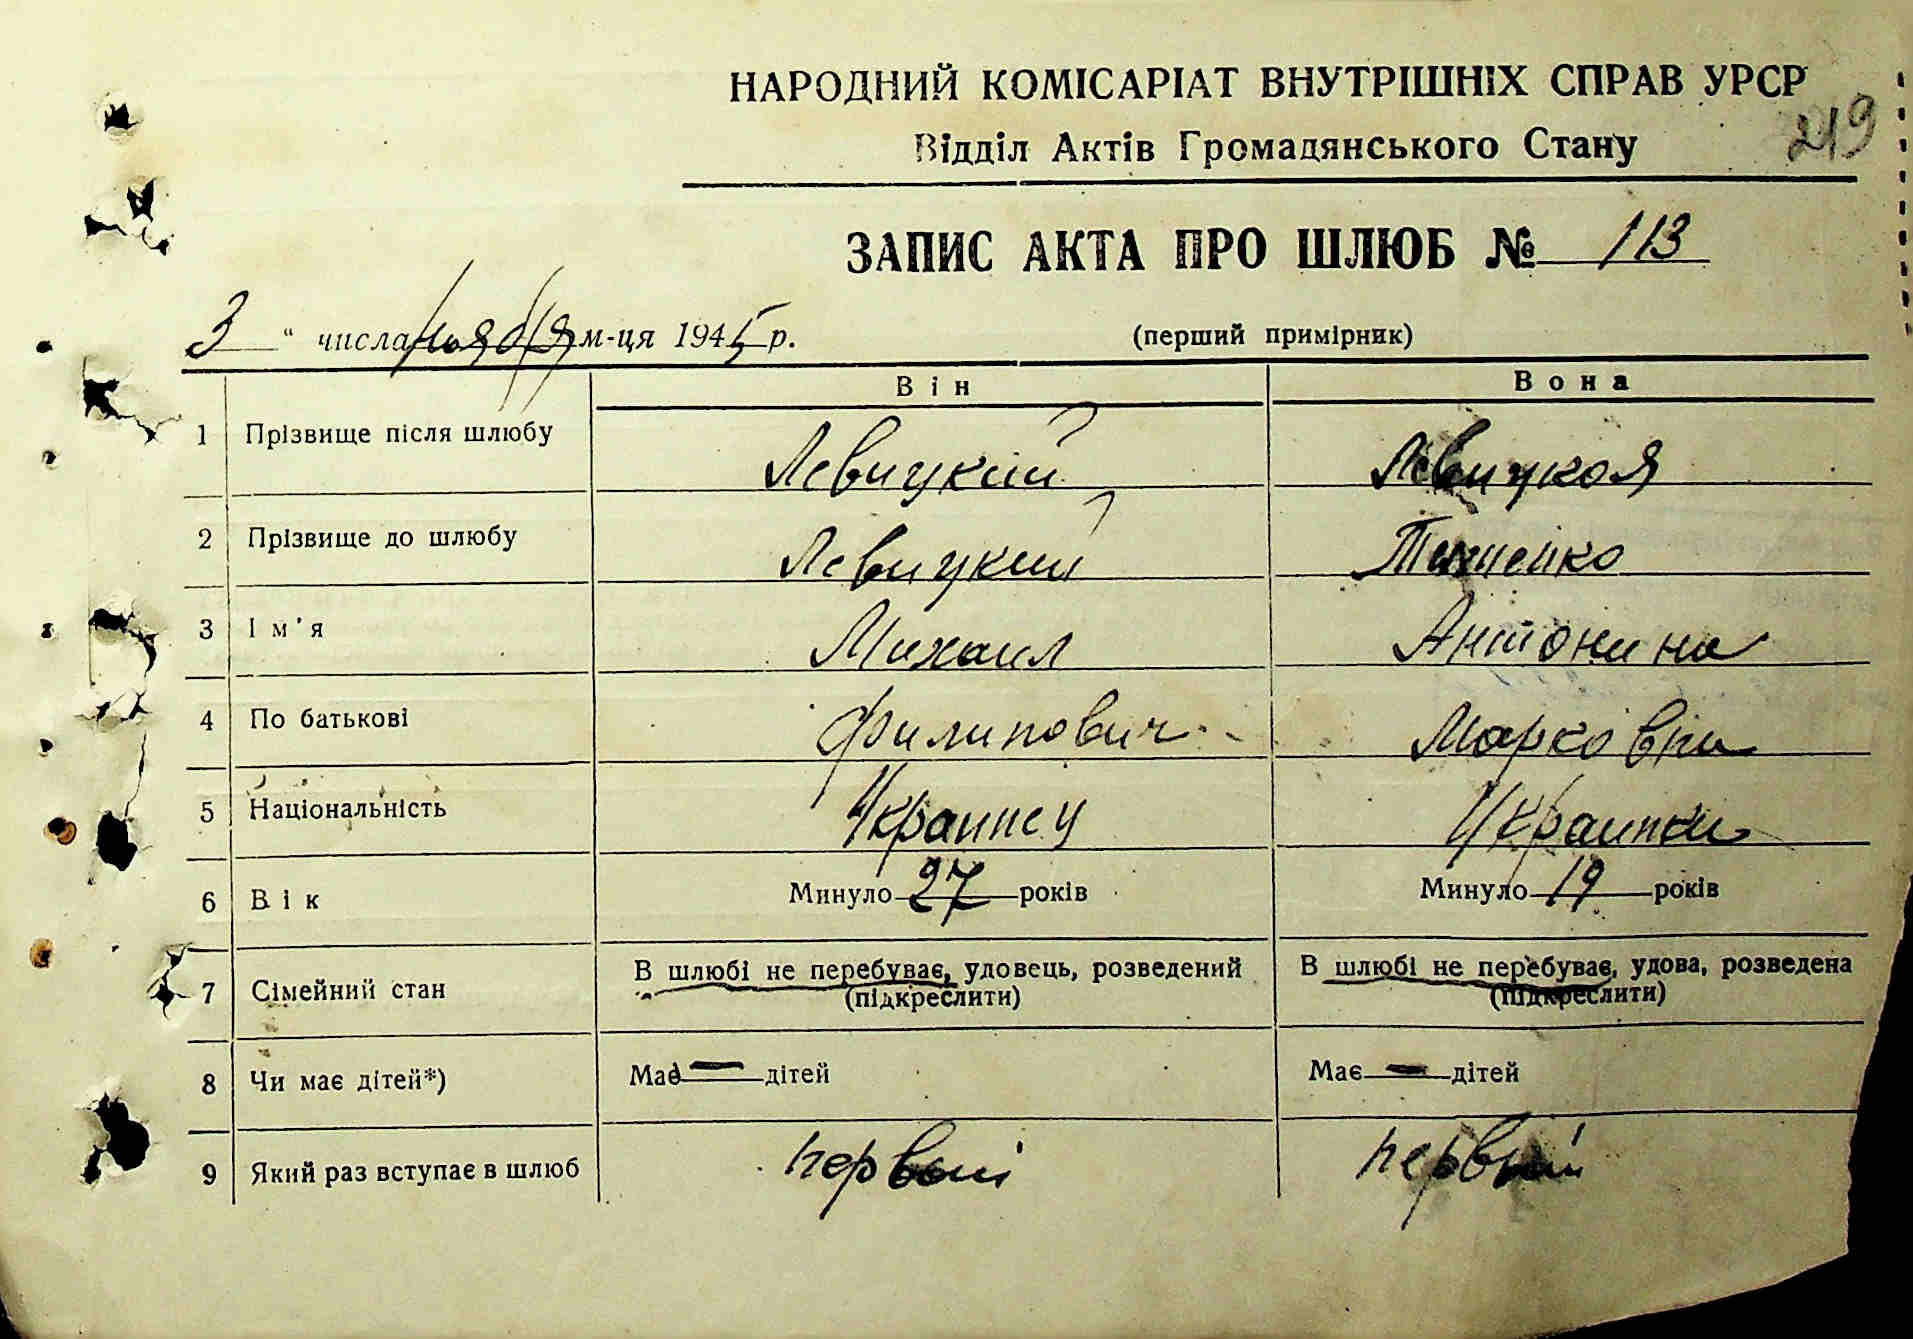 НАРОДНИЙ КОМІСАРІАТ ВНУТРІШНІХ СПРАВ УРСР
219
Відділ Актів Громадянського Стану
ЗАПИС АКТА ПРО ШЛЮБ № 113
3 " числа ноября м-ця 1945 р. (перший примірник)
Він Вона
1 Прізвище після шлюбу Левицкий Левицкая
2 Прізвище до шлюбу Левицкий
3 Ім'я Михаил Антонина
4 По батькові Филипович Марковна
5 Національність Украинец Украинка
6 Вік Минуло 27 років Минуло 19 років
7 Сімейний стан В шлюбі не перебуває, удовець, розведений В шлюбі не перебуває, удова, розведена
(підкреслити) (підкреслити)
8 Чи має дітей*) Має — дітей Має — дітей
9 Який раз вступає в шлюб первый первый